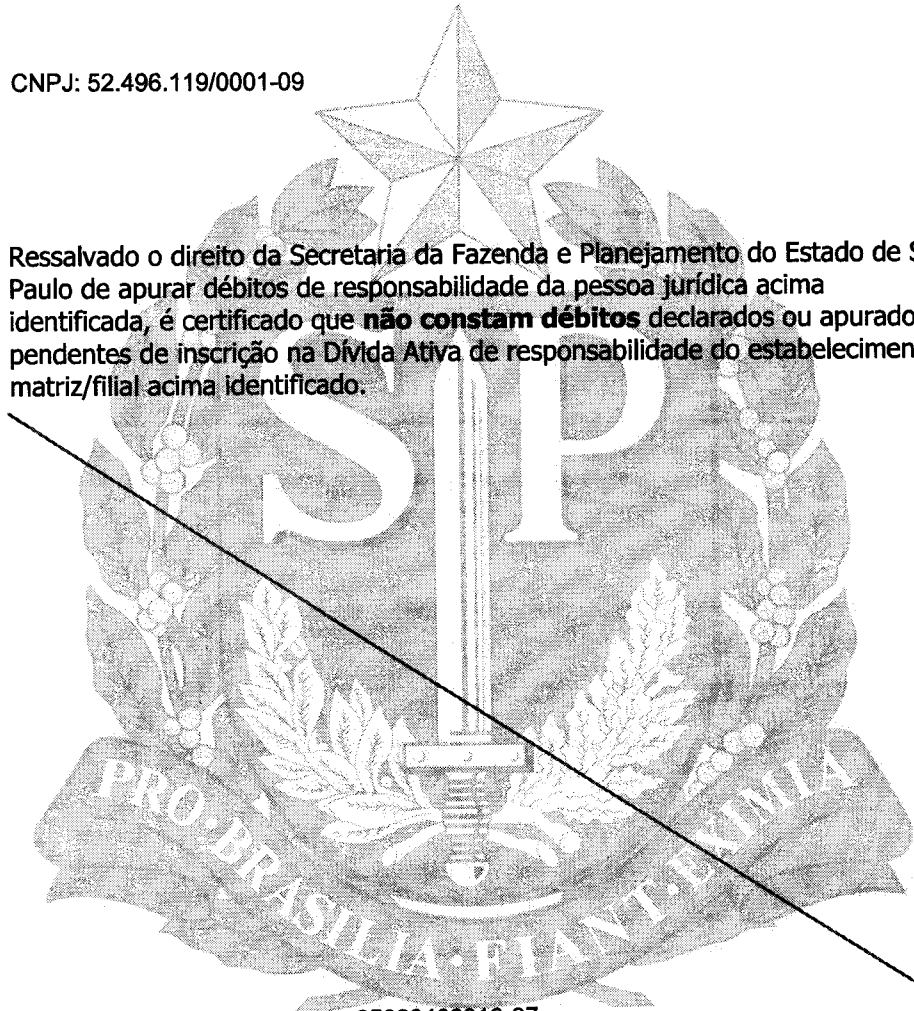 CNPJ: 52.496.119/0001-09
Ressalvado o direito da Secretaria da Fazenda e Planejamento do Estado de S
Paulo de apurar débitos de responsabilidade da pessoa jurídica acima
identificada, é certificado que não constam débitos declarados ou apurado
pendentes de inscrição na Dívida Ativa de responsabilidade do estabelecimen
matriz/filial acima identificado.
SP
PRO·BRASILIA·FIANT·EXIMIA